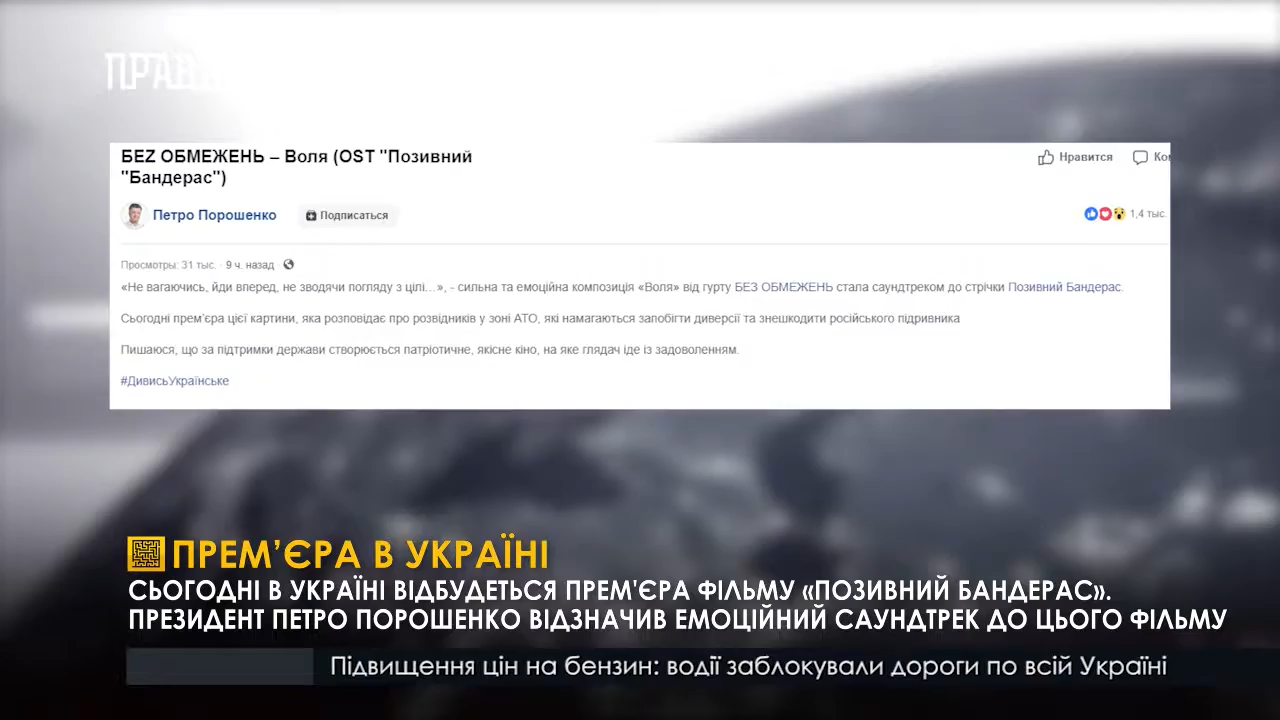 БЕZ ОБМЕЖЕНЬ – Воля (OST "Позивний
"Бандерас")
Нравится
Петро Порошенко
Подписаться
1,4 тыс.
Просмотры: 31 тыс. · 9 ч. назад
«Не вагаючись, йди вперед, не зводячи погляду з цілі…», - сильна та емоційна композиція «Воля» від гурту БЕЗ ОБМЕЖЕНЬ стала саундтреком до стрічки Позивний Бандерас.
Сьогодні прем’єра цієї картини, яка розповідає про розвідників у зоні АТО, які намагаються запобігти диверсії та знешкодити російського підривника
Пишаюся, що за підтримки держави створюється патріотичне, якісне кіно, на яке глядач іде із задоволенням.
#ДивисьУкраїнське
ПРЕМ’ЄРА В УКРАЇНІ
СЬОГОДНІ В УКРАЇНІ ВІДБУДЕТЬСЯ ПРЕМ'ЄРА ФІЛЬМУ «ПОЗИВНИЙ БАНДЕРАС».
ПРЕЗИДЕНТ ПЕТРО ПОРОШЕНКО ВІДЗНАЧИВ ЕМОЦІЙНИЙ САУНДТРЕК ДО ЦЬОГО ФІЛЬМУ
Підвищення цін на бензин: водії заблокували дороги по всій Україні